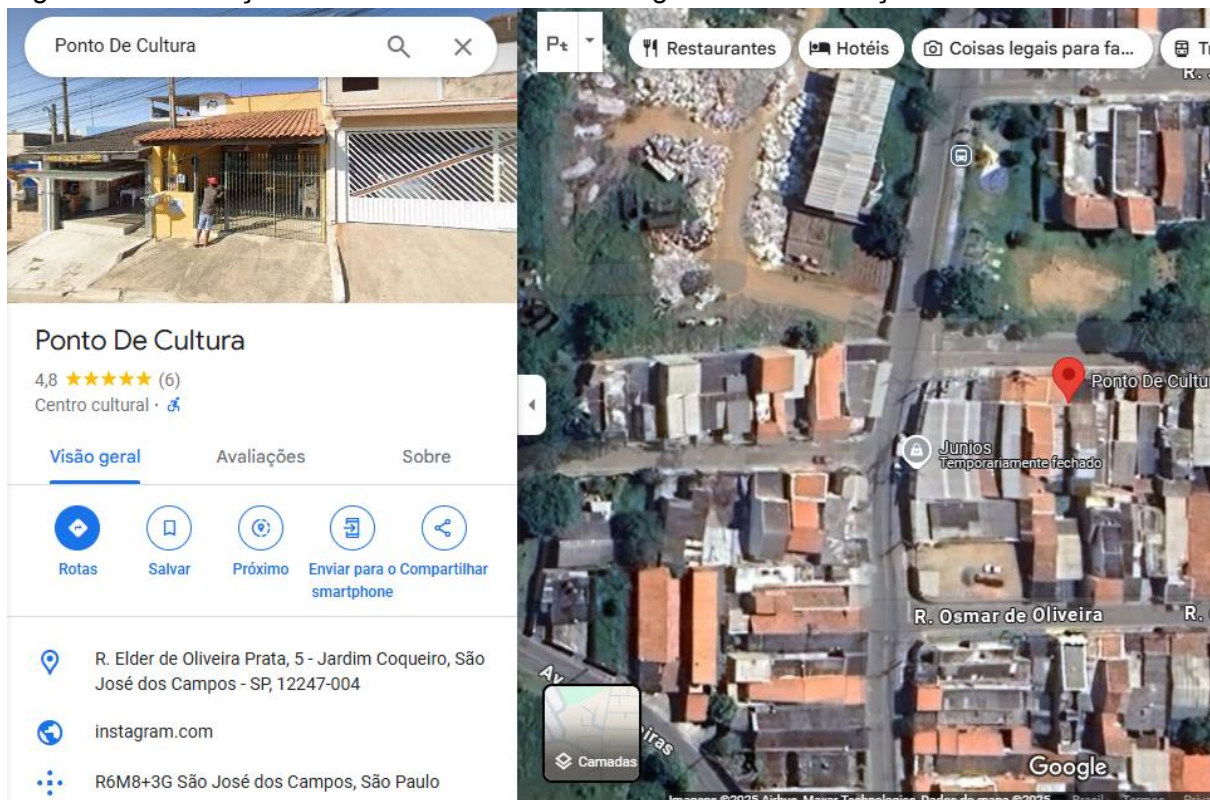 Ponto De Cultura
Ponto De Cultura
4,8 ★★★★★ (6)
Centro cultural ·
Visão geral
Avaliações
Sobre
Rotas
Salvar
Próximo
Enviar para o smartphone
Compartilhar
R. Elder de Oliveira Prata, 5 - Jardim Coqueiro, São
José dos Campos - SP, 12247-004
instagram.com
R6M8+3G São José dos Campos, São Paulo
Restaurantes
Hotéis
Coisas legais para fa...
Ponto De Cultu
Junios
Temporariamente fechado
R. Osmar de Oliveira
R.
Av
Camadas
Google